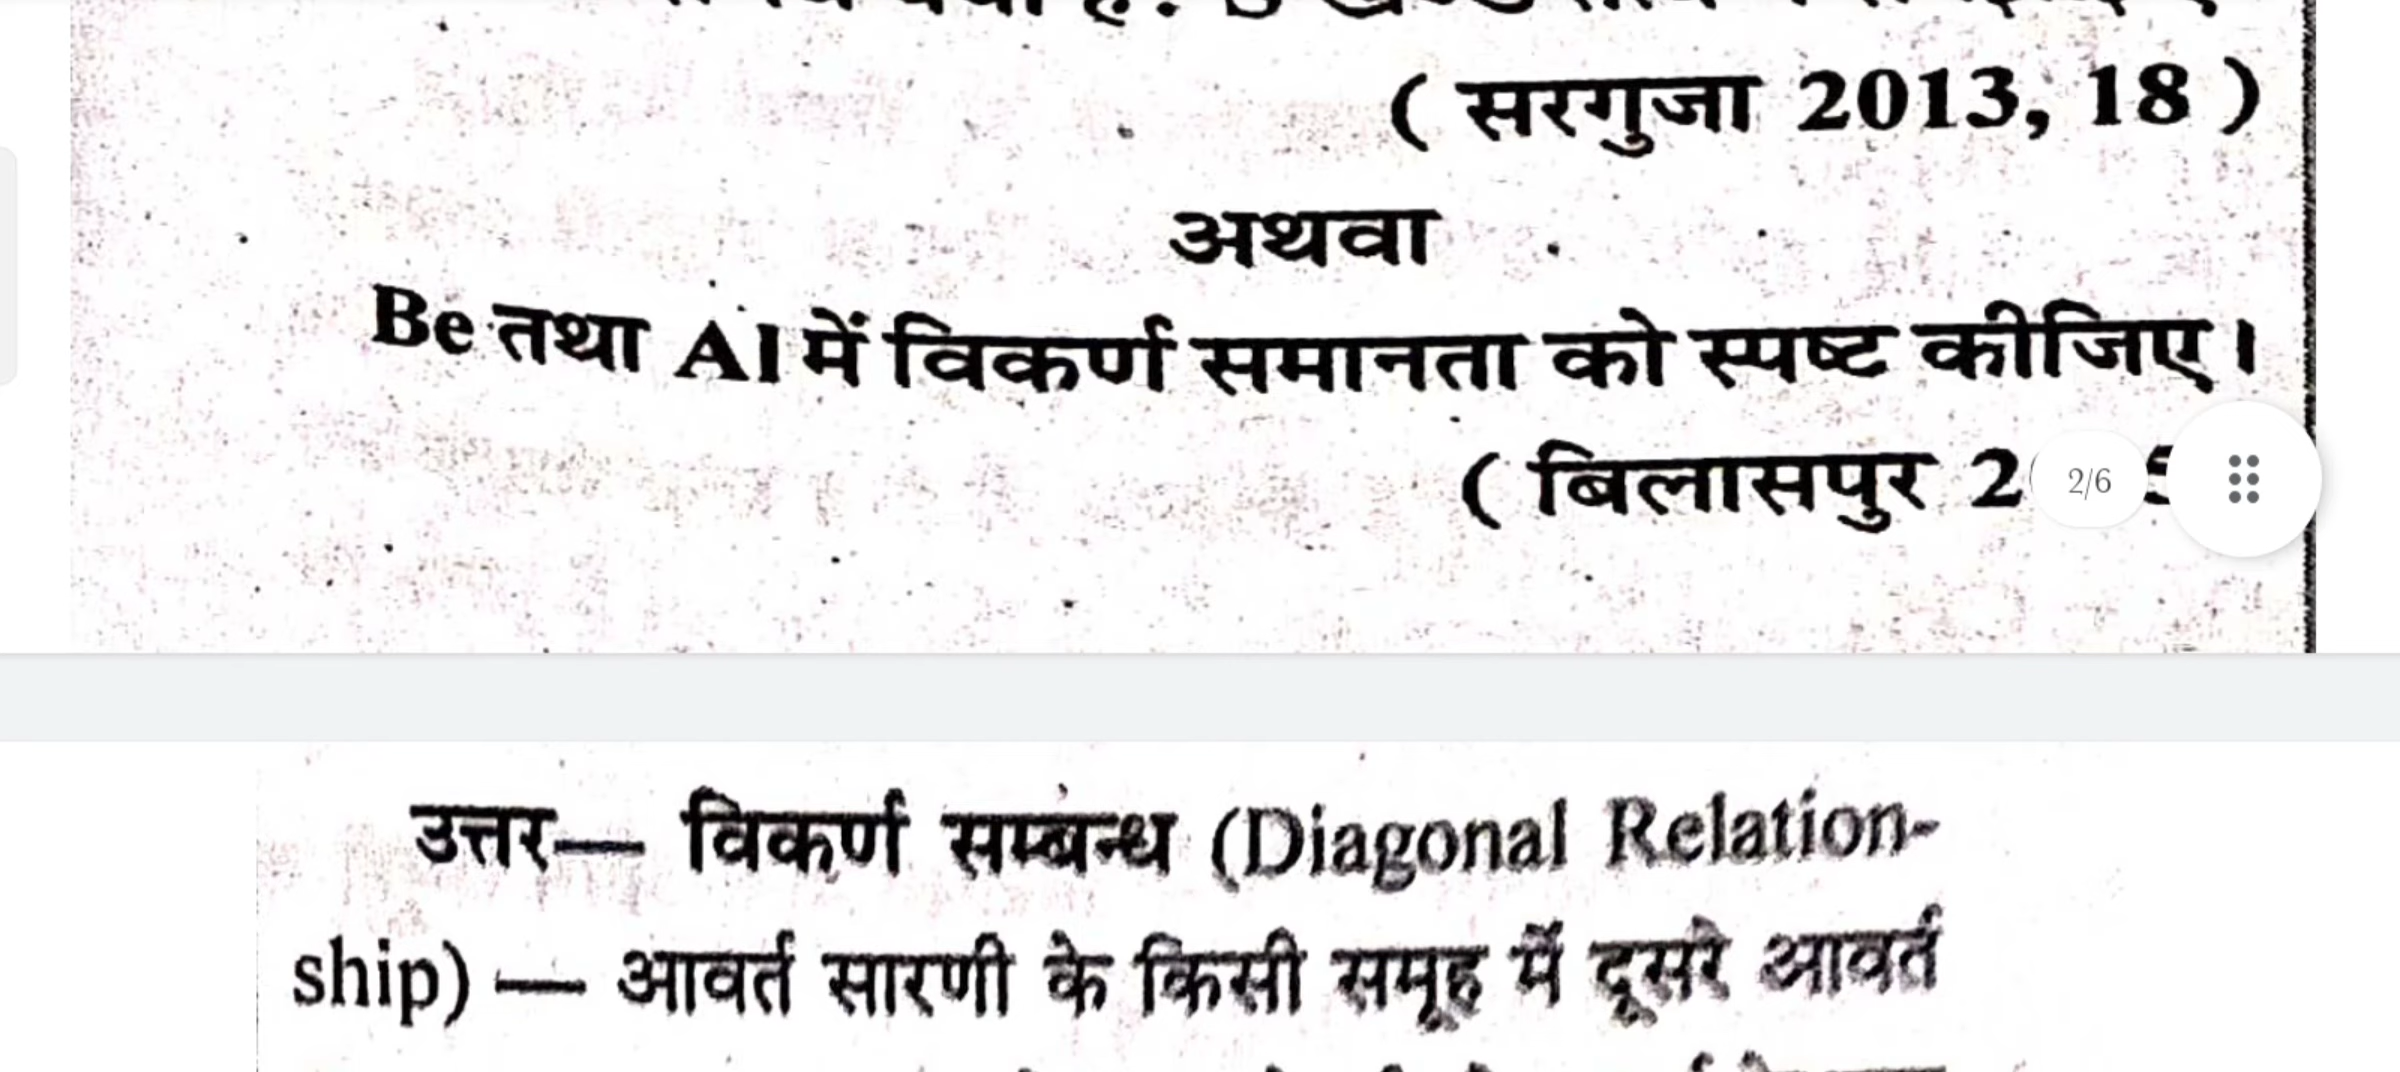 ( सरगुजा 2013, 18 )
अथवा
Be तथा Al में विकर्ण समानता को स्पष्ट कीजिए।
( बिलासपुर
2/6
उत्तर— विकर्ण सम्बन्ध (Diagonal Relation-
ship) — आवर्त सारणी के किसी समूह में दूसरे आवर्त